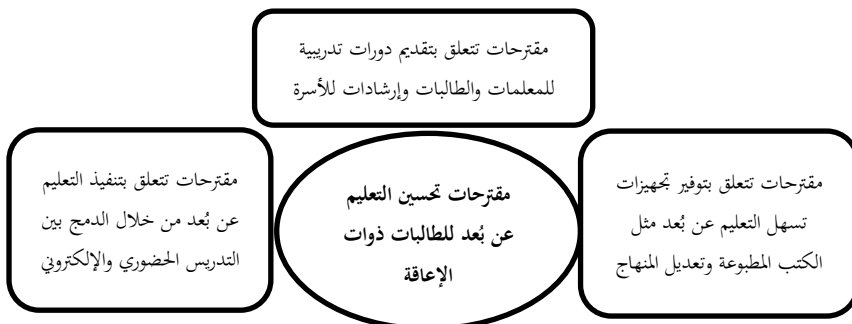 مقترحات تتعلق بتقديم دورات تدريبية
للمعلمات والطالبات وإرشادات للأسرة
مقترحات تتعلق بتوفير تجهيزات
تسهل التعليم عن بُعد مثل
الكتب المطبوعة وتعديل المنهاج
مقترحات تحسين التعليم
عن بُعد للطالبات ذوات
الإعاقة
مقترحات تتعلق بتنفيذ التعليم
عن بُعد من خلال الدمج بين
التدريس الحضوري والإلكتروني